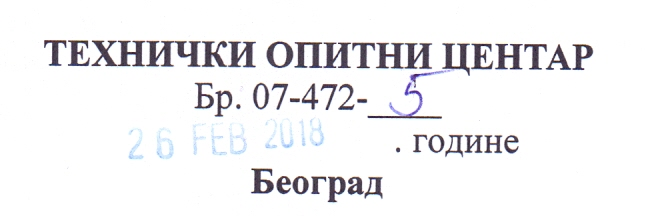 ТЕХНИЧКИ ОПИТНИ ЦЕНТАР
Бр. 07-472-5
26 FEB 2018 . године
Београд